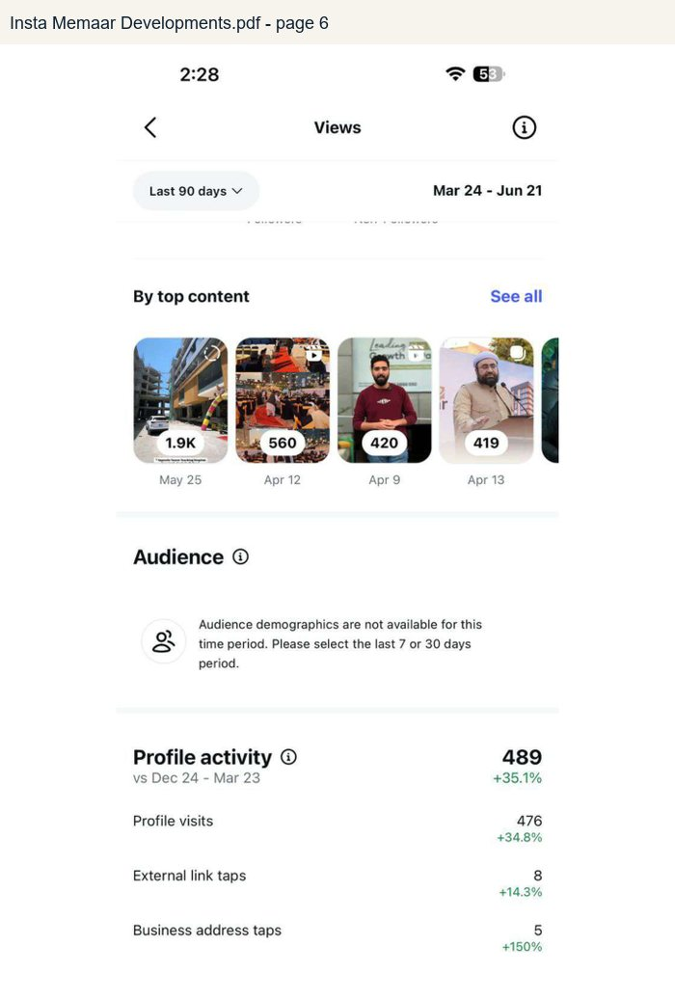 Insta Memaar Developments.pdf - page 6
2:28
53
Views
Last 90 days
Mar 24 - Jun 21
By top content
See all
Leading
Growth
1.9K
560
420
419
May 25
Apr 12
Apr 9
Apr 13
Audience
Audience demographics are not available for this
time period. Please select the last 7 or 30 days
period.
Profile activity
489
vs Dec 24 - Mar 23
+35.1%
Profile visits
476
+34.8%
External link taps
8
+14.3%
Business address taps
5
+150%